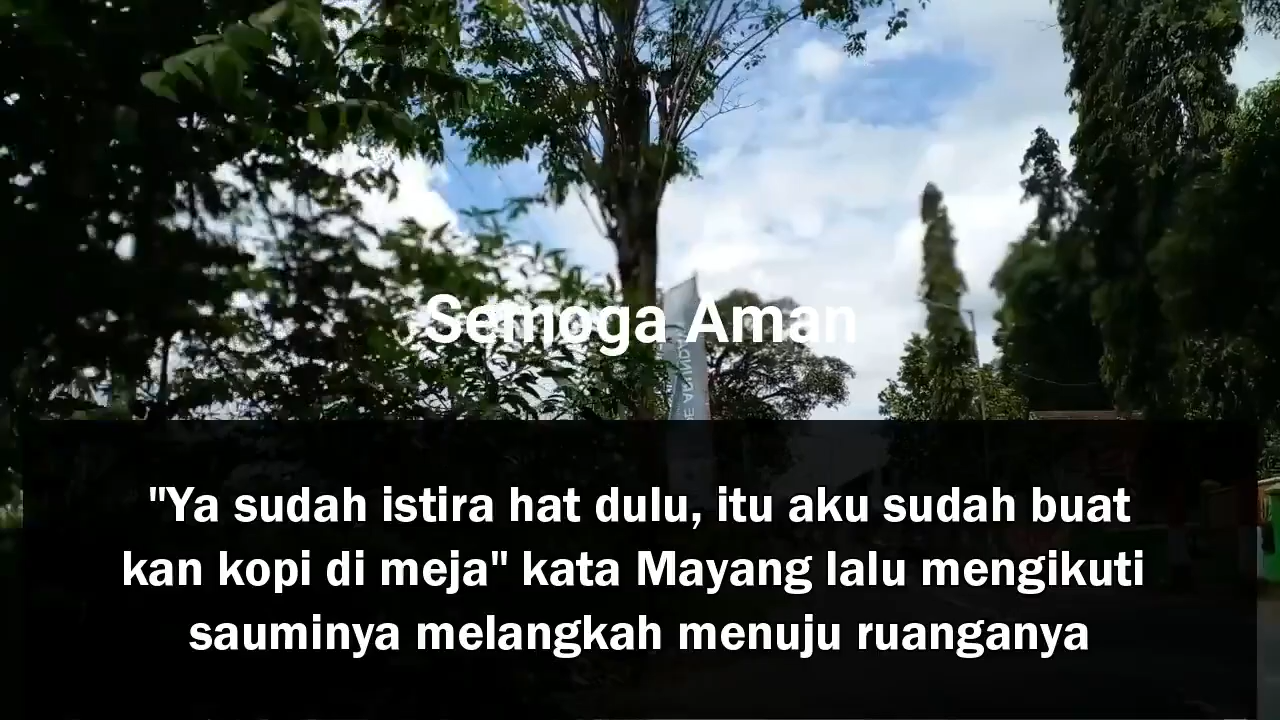 Semoga Aman
"Ya sudah istira hat dulu, itu aku sudah buat
kan kopi di meja" kata Mayang lalu mengikuti
sauminya melangkah menuju ruanganya